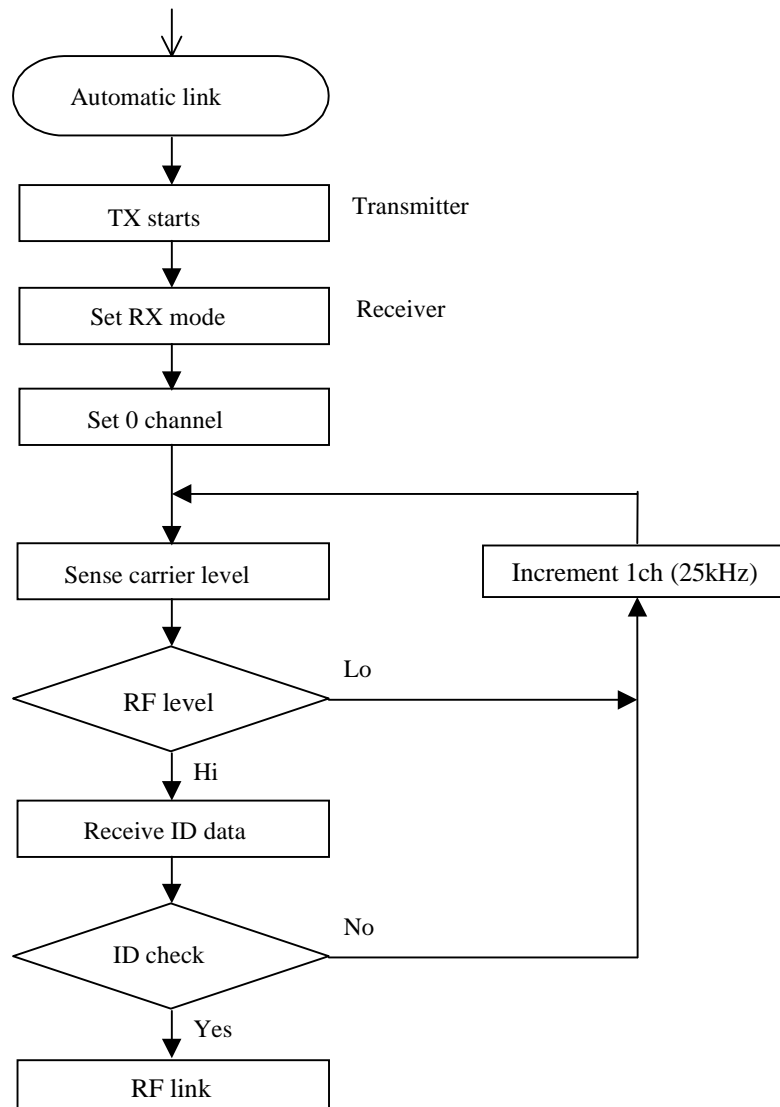 Automatic link
TX starts
Transmitter
Set RX mode
Receiver
Set 0 channel
Sense carrier level
Increment 1ch (25kHz)
Lo
RF level
Hi
Receive ID data
No
ID check
Yes
RF link